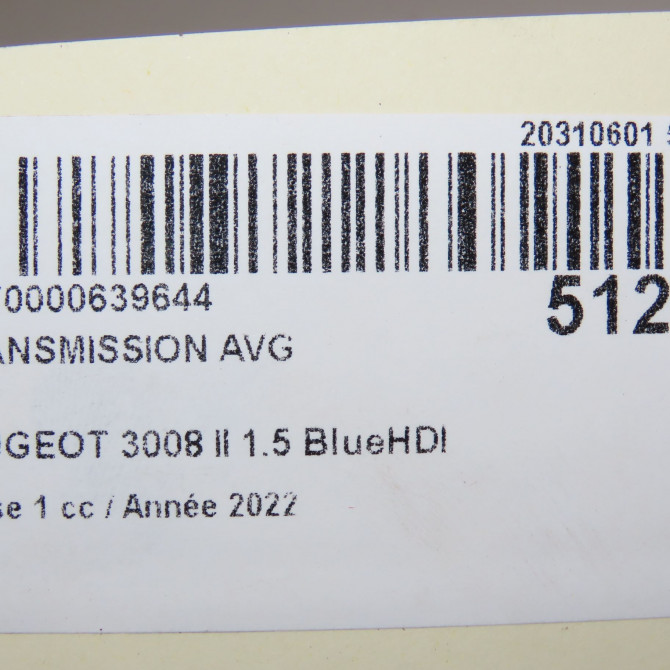 20310601
70000639644
512
ANSMISSION AVG
GEOT 3008 II 1.5 BlueHDI
se 1 cc / Année 2022